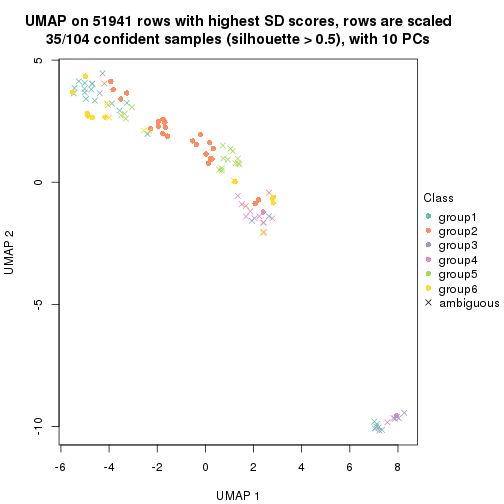 UMAP on 51941 rows with highest SD scores, rows are scaled
35/104 confident samples (silhouette > 0.5), with 10 PCs
5
0
-5
-10
UMAP 2
-6 -4 -2 0 2 4 6 8
UMAP 1
Class
group1
group2
group3
group4
group5
group6
ambiguous